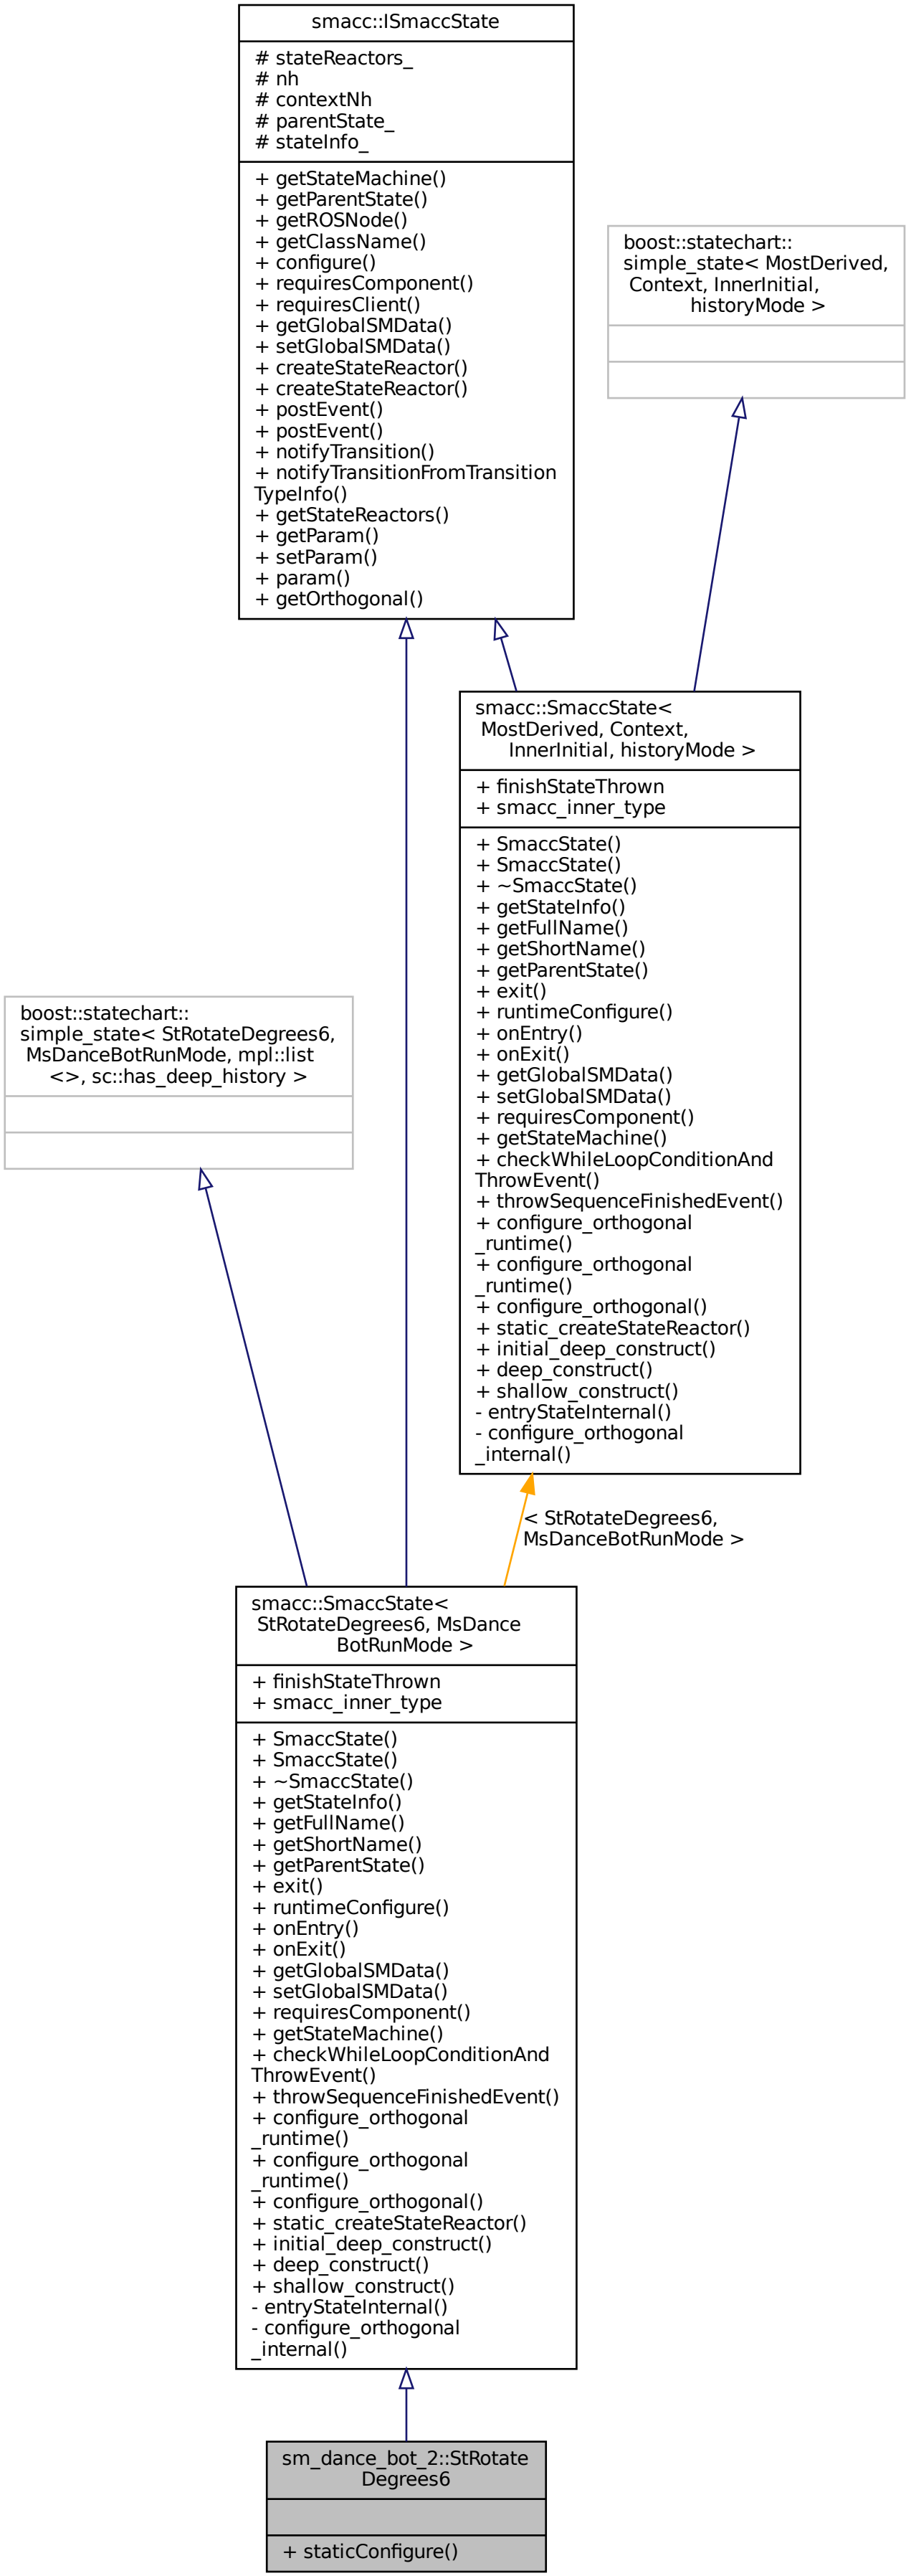 smacc::ISmaccState
# stateReactors_
# nh
# contextNh
# parentState_
# stateInfo_
+ getStateMachine()
+ getParentState()
+ getROSNode()
+ getClassName()
+ configure()
+ requiresComponent()
+ requiresClient()
+ getGlobalSMData()
+ setGlobalSMData()
+ createStateReactor()
+ createStateReactor()
+ postEvent()
+ postEvent()
+ notifyTransition()
+ notifyTransitionFromTransition
TypeInfo()
+ getStateReactors()
+ getParam()
+ setParam()
+ param()
+ getOrthogonal()
boost::statechart::
simple_state< MostDerived,
Context, InnerInitial,
historyMode >
smacc::SmaccState<
MostDerived, Context,
InnerInitial, historyMode >
+ finishStateThrown
+ smacc_inner_type
+ SmaccState()
+ SmaccState()
+ ~SmaccState()
+ getStateInfo()
+ getFullName()
+ getShortName()
+ getParentState()
+ exit()
+ runtimeConfigure()
+ onEntry()
+ onExit()
+ getGlobalSMData()
+ setGlobalSMData()
+ requiresComponent()
+ getStateMachine()
+ checkWhileLoopConditionAnd
ThrowEvent()
+ throwSequenceFinishedEvent()
+ configure_orthogonal
_runtime()
+ configure_orthogonal
_runtime()
+ configure_orthogonal()
+ static_createStateReactor()
+ initial_deep_construct()
+ deep_construct()
+ shallow_construct()
- entryStateInternal()
- configure_orthogonal
_internal()
boost::statechart::
simple_state< StRotateDegrees6,
MsDanceBotRunMode, mpl::list
<>, sc::has_deep_history >
< StRotateDegrees6,
MsDanceBotRunMode >
smacc::SmaccState<
StRotateDegrees6, MsDance
BotRunMode >
+ finishStateThrown
+ smacc_inner_type
+ SmaccState()
+ SmaccState()
+ ~SmaccState()
+ getStateInfo()
+ getFullName()
+ getShortName()
+ getParentState()
+ exit()
+ runtimeConfigure()
+ onEntry()
+ onExit()
+ getGlobalSMData()
+ setGlobalSMData()
+ requiresComponent()
+ getStateMachine()
+ checkWhileLoopConditionAnd
ThrowEvent()
+ throwSequenceFinishedEvent()
+ configure_orthogonal
_runtime()
+ configure_orthogonal
_runtime()
+ configure_orthogonal()
+ static_createStateReactor()
+ initial_deep_construct()
+ deep_construct()
+ shallow_construct()
- entryStateInternal()
- configure_orthogonal
_internal()
sm_dance_bot_2::StRotate
Degrees6
+ staticConfigure()